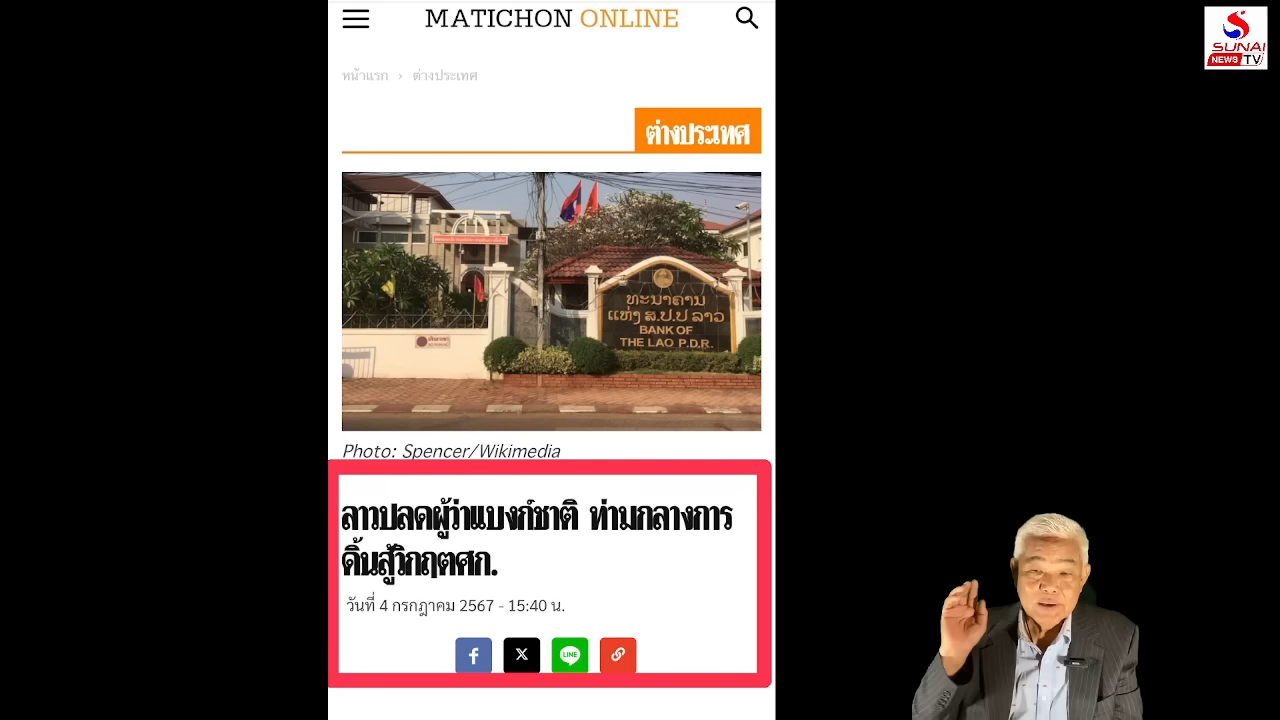 MATICHON ONLINE
SUNAI
NEWS TV
หน้าแรก › ต่างประเทศ
ต่างประเทศ
ທະນາຄານ
ແຫ່ງ ສ.ປ.ປ ລາວ
BANK OF
THE LAO P.D.R.
Photo: Spencer/Wikimedia
ลาวปลดผู้ว่าแบงก์ชาติ ท่ามกลางการ
ดิ้นสู้วิกฤตศก.
วันที่ 4 กรกฎาคม 2567 - 15:40 น.
LINE